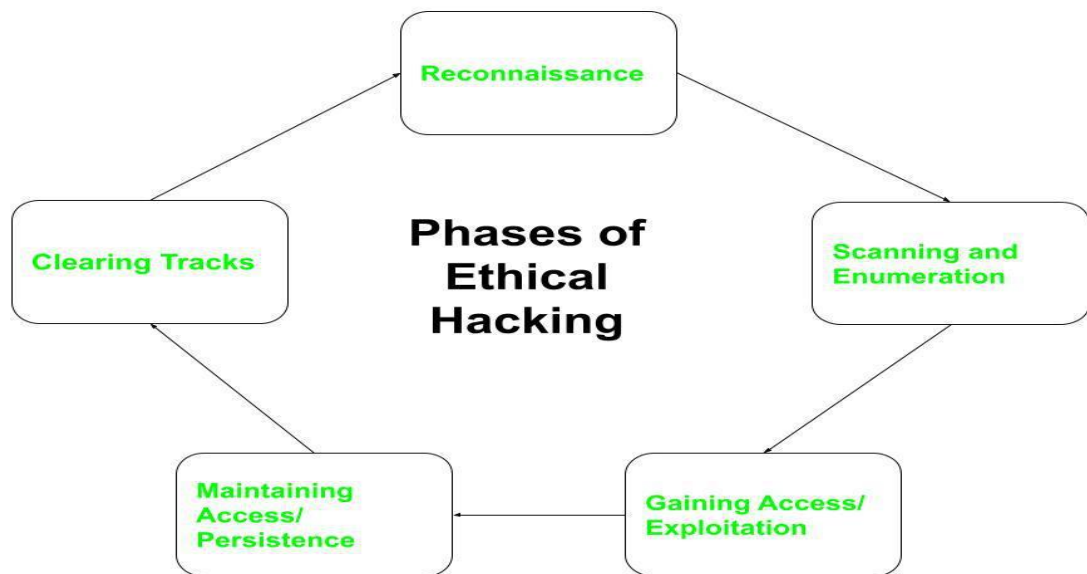 Reconnaissance
Phases of
Ethical
Hacking
Scanning and
Enumeration
Gaining Access/
Exploitation
Maintaining
Access/
Persistence
Clearing Tracks